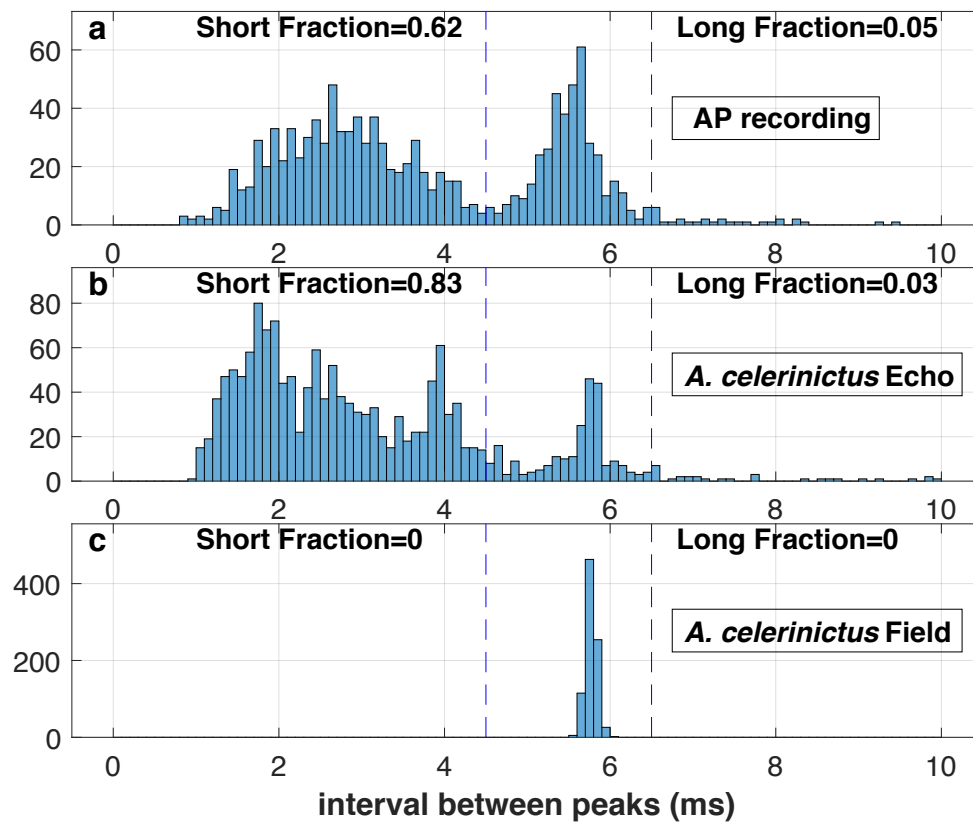 a
Short Fraction=0.62
Long Fraction=0.05
AP recording
60
40
20
0
0 2 4 6 8 10
b
Short Fraction=0.83
Long Fraction=0.03
A. celerinictus Echo
80
60
40
20
0
0 2 4 6 8 10
c
Short Fraction=0
Long Fraction=0
A. celerinictus Field
400
200
0
0 2 4 6 8 10
interval between peaks (ms)